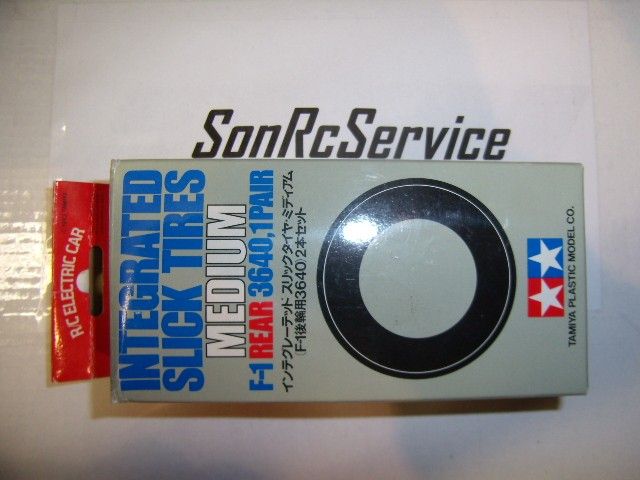 SonRcService
R/C ELECTRIC CAR
INTEGRATED
SLICK TIRES
MEDIUM
F-1 REAR 3640,1PAIR
インテグレーテッド スリックタイヤ・ミディアム
(F-1後輪用3640)2本セット
TAMIYA PLASTIC MODEL CO.